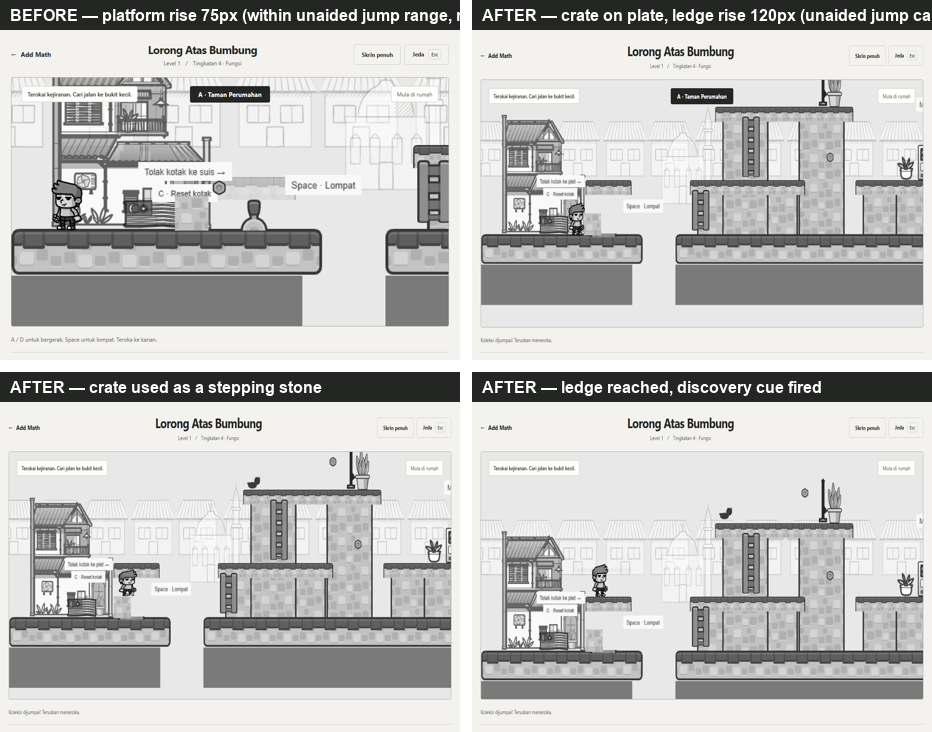 BEFORE — platform rise 75px (within unaided jump range,
← Add Math
Lorong Atas Bumbung
Level 1 / Tingkatan 4 · Fungsi
Skrin penuh
Jeda Esc
Terokai kejiranan. Cari jalan ke bukit kecil.
A · Taman Perumahan
Mula di rumah
Tolak kotak ke suis →
C · Reset kotak
Space · Lompat
A / D untuk bergerak. Space untuk lompat. Teroka ke kanan.
AFTER — crate on plate, ledge rise 120px (unaided jump ca
← Add Math
Lorong Atas Bumbung
Level 1 / Tingkatan 4 · Fungsi
Skrin penuh
Jeda Esc
Terokai kejiranan. Cari jalan ke bukit kecil.
A · Taman Perumahan
Mula di rumah
M
Tolak kotak ke plet →
C · Reset kotak
Space · Lompat
Koleksi dijumpai! Teruskan meneroka.
AFTER — crate used as a stepping stone
← Add Math
Lorong Atas Bumbung
Level 1 / Tingkatan 4 · Fungsi
Skrin penuh
Jeda Esc
Terokai kejiranan. Cari jalan ke bukit kecil.
Mula di rumah
M
Tolak kotak ke plet →
C · Reset kotak
Space · Lompat
Koleksi dijumpai! Teruskan meneroka.
AFTER — ledge reached, discovery cue fired
← Add Math
Lorong Atas Bumbung
Level 1 / Tingkatan 4 · Fungsi
Skrin penuh
Jeda Esc
Terokai kejiranan. Cari jalan ke bukit kecil.
Mula di rumah
M
Tolak kotak ke plet →
C · Reset kotak
Space · Lompat
Koleksi dijumpai! Teruskan meneroka.